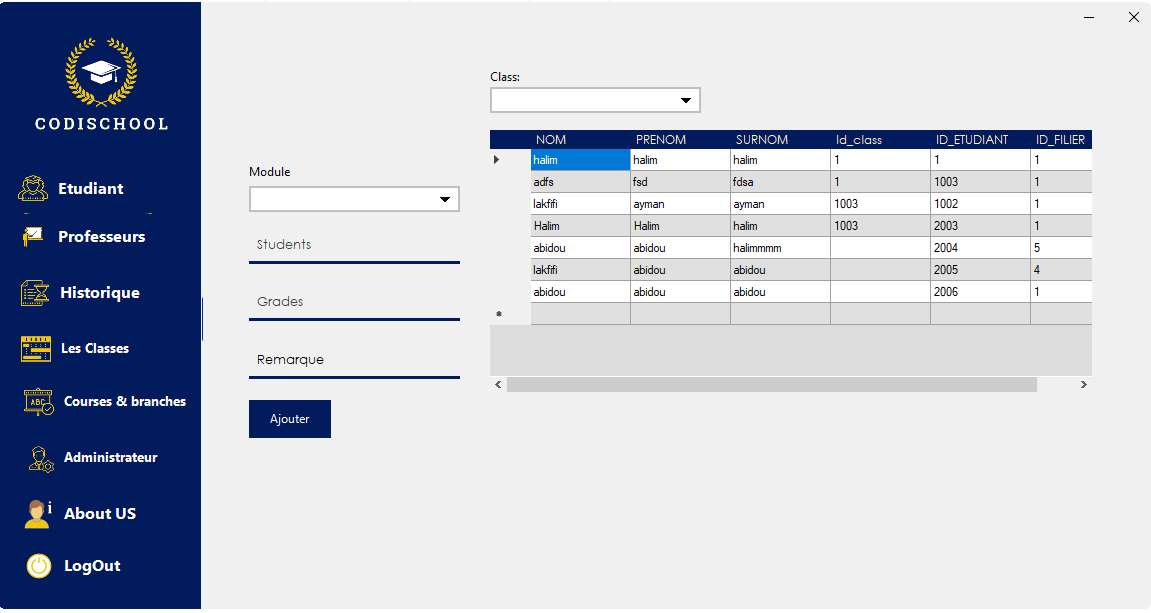 CODISCHOOL
Etudiant
Professeurs
Historique
Les Classes
ABC
Courses & branches
Administrateur
i
About US
LogOut
Module
Students
Grades
Remarque
Ajouter
Class:
NOM PRENOM SURNOM Id_class ID_ETUDIANT ID_FILIER
halim halim halim 1 1 1
adfs fsd fdsa 1 1003 1
lakfifi ayman ayman 1003 1002 1
Halim Halim halim 1003 2003 1
abidou abidou halimmmm 2004 5
lakfifi abidou abidou 2005 4
abidou abidou abidou 2006 1